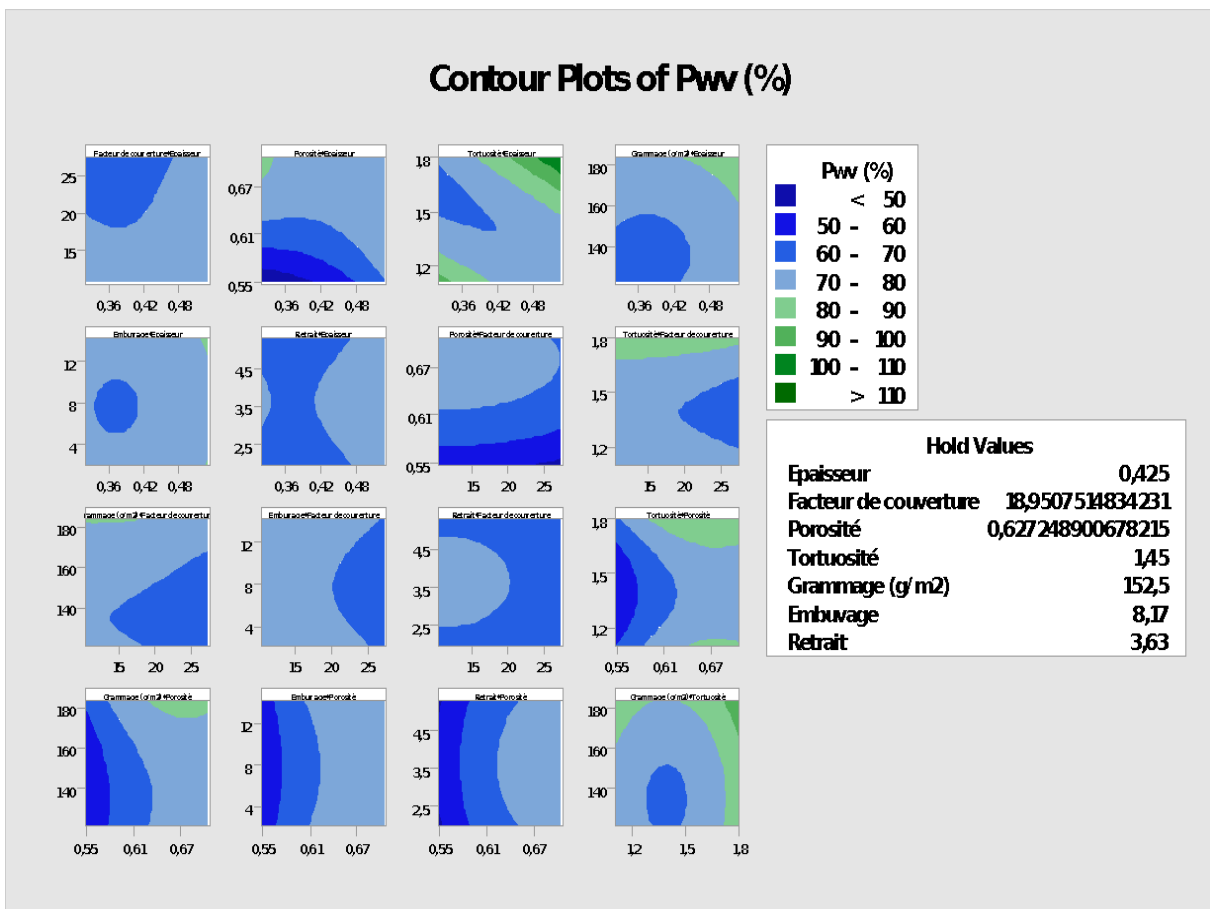 Contour Plots of Pwv (%)
Facteur de couverture*Epaisseur
Porosité*Epaisseur
Tortuosité*Epaisseur
Grammage (g/m2)*Epaisseur
25
20
15
0,36 0,42 0,48
0,67
0,61
0,55
0,36 0,42 0,48
1,8
1,5
1,2
0,36 0,42 0,48
180
160
140
0,36 0,42 0,48
Pwv (%)
< 50
50 – 60
60 – 70
70 – 80
80 – 90
90 – 100
100 – 110
> 110
Embuvage*Epaisseur
Retrait*Epaisseur
Porosité*Facteur de couverture
Tortuosité*Facteur de couverture
12
8
4
0,36 0,42 0,48
4,5
3,5
2,5
0,36 0,42 0,48
0,67
0,61
0,55
15 20 25
1,8
1,5
1,2
15 20 25
Hold Values
Epaisseur 0,425
Facteur de couverture 18,9507514834231
Porosité 0,627248900678215
Tortuosité 1,45
Grammage (g/m2) 152,5
Embuvage 8,17
Retrait 3,63
rammage (g/m2)*Facteur de couvertur
Embuvage*Facteur de couverture
Retrait*Facteur de couverture
Tortuosité*Porosité
180
160
140
15 20 25
12
8
4
15 20 25
4,5
3,5
2,5
15 20 25
1,8
1,5
1,2
0,55 0,61 0,67
Grammage (g/m2)*Porosité
Embuvage*Porosité
Retrait*Porosité
Grammage (g/m2)*Tortuosité
180
160
140
0,55 0,61 0,67
12
8
4
0,55 0,61 0,67
4,5
3,5
2,5
0,55 0,61 0,67
180
160
140
1,2 1,5 1,8